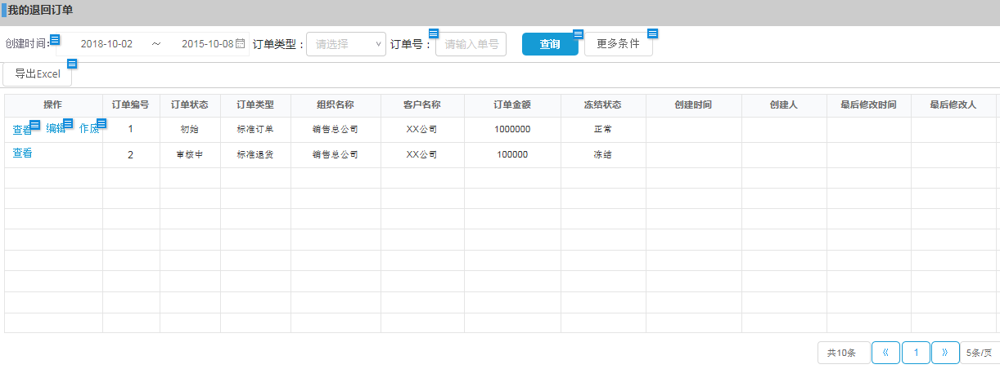 我的退回订单
创建时间: 2018-10-02 ~ 2015-10-08 订单类型： 请选择 订单号： 请输入单号 查询 更多条件
导出Excel
操作 订单编号 订单状态 订单类型 组织名称 客户名称 订单金额 冻结状态 创建时间 创建人 最后修改时间 最后修改人
查看 编辑 作废 1 初始 标准订单 销售总公司 XX公司 1000000 正常
查看 2 审核中 标准退货 销售总公司 XX公司 100000 冻结
共10条 《 1 》 5条/页